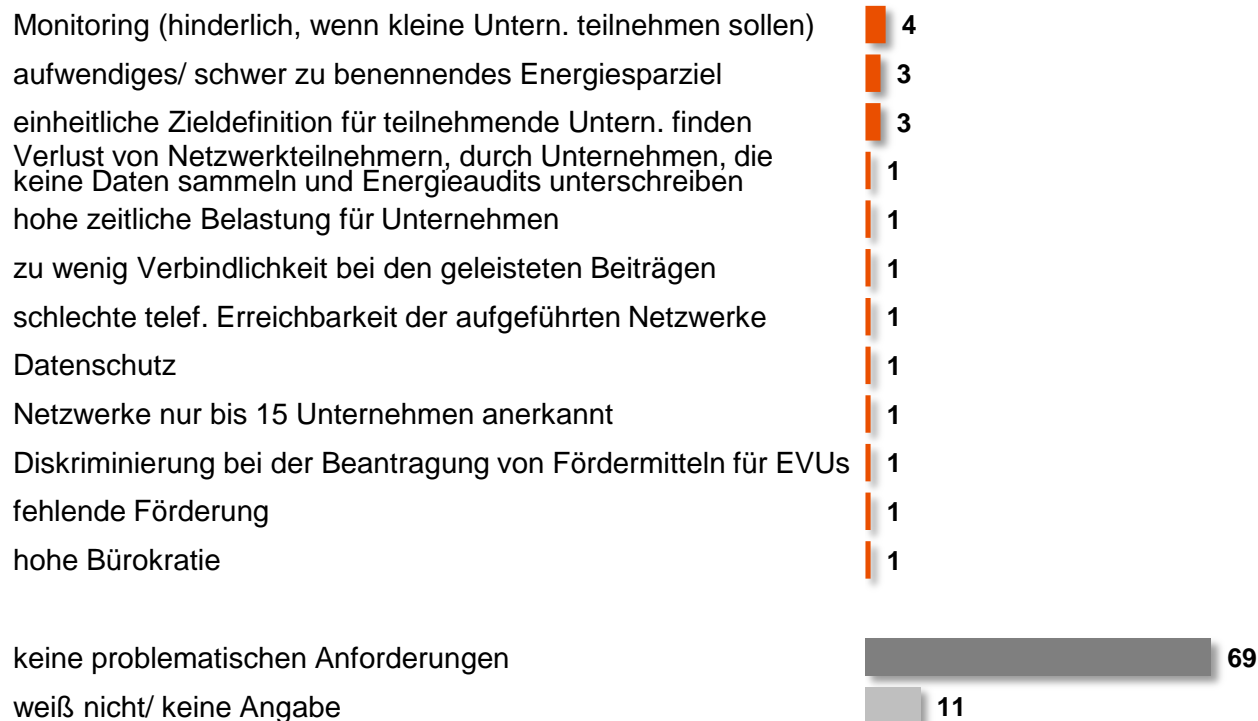 Monitoring (hinderlich, wenn kleine Untern. teilnehmen sollen) 4
aufwendiges/ schwer zu benennendes Energiesparziel 3
einheitliche Zieldefinition für teilnehmende Untern. finden 3
Verlust von Netzwerkteilnehmern, durch Unternehmen, die
keine Daten sammeln und Energieaudits unterschreiben 1
hohe zeitliche Belastung für Unternehmen 1
zu wenig Verbindlichkeit bei den geleisteten Beiträgen 1
schlechte telef. Erreichbarkeit der aufgeführten Netzwerke 1
Datenschutz 1
Netzwerke nur bis 15 Unternehmen anerkannt 1
Diskriminierung bei der Beantragung von Fördermitteln für EVUs 1
fehlende Förderung 1
hohe Bürokratie 1
keine problematischen Anforderungen 69
weiß nicht/ keine Angabe 11